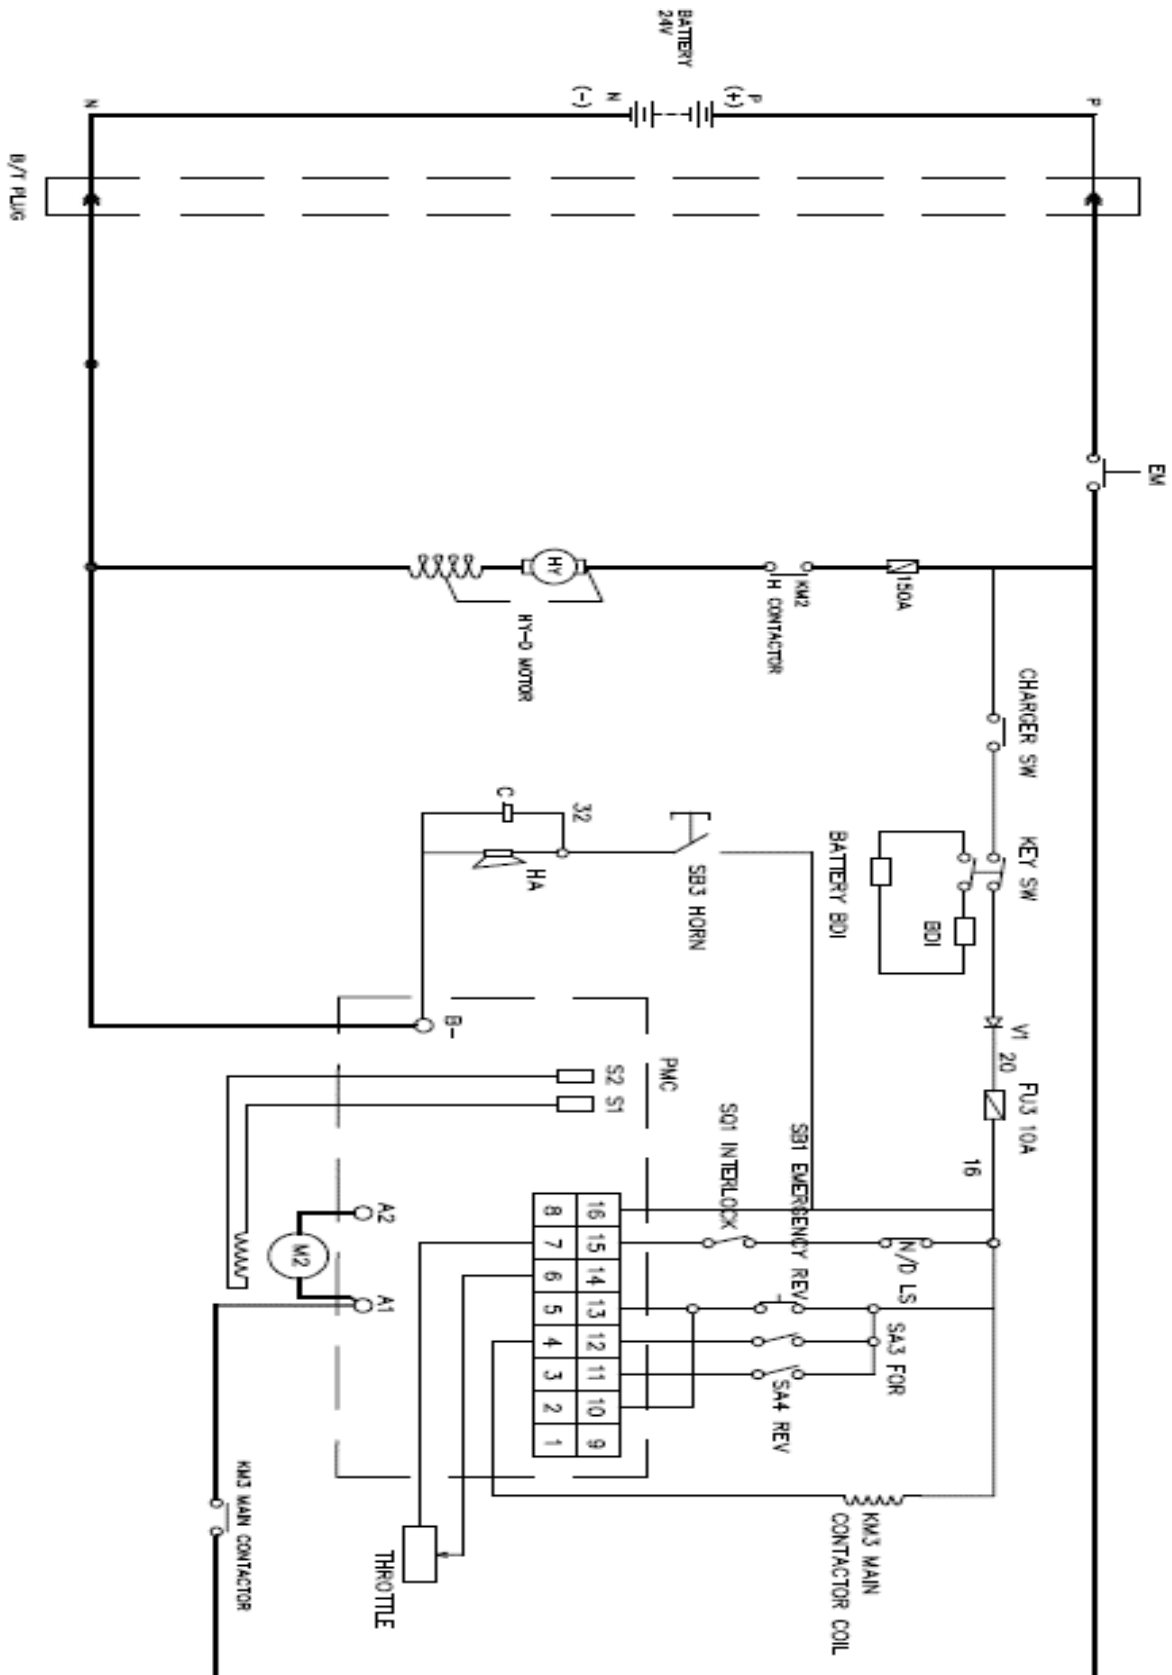 EM
P
CHARGER SW
KEY SW
V1
20
FU3 10A
16
BDI
BATTERY BDI
150A
KM2
H CONTACTOR
N/D LS
SA3 FOR
KM3 MAIN
CONTACTOR COIL
SB1 EMERGENCY REV
SA4 REV
SQ1 INTERLOCK
BATTERY
24V
P
(+)
N
(-)
SB3 HORN
PMC
32
C
HA
HY
HY-D MOTOR
S2 S1
16 15 14 13 12 11 10 9
8 7 6 5 4 3 2 1
B-
THROTTLE
A2
A1
M2
KM3 MAIN CONTACTOR
N
B/T PLUG